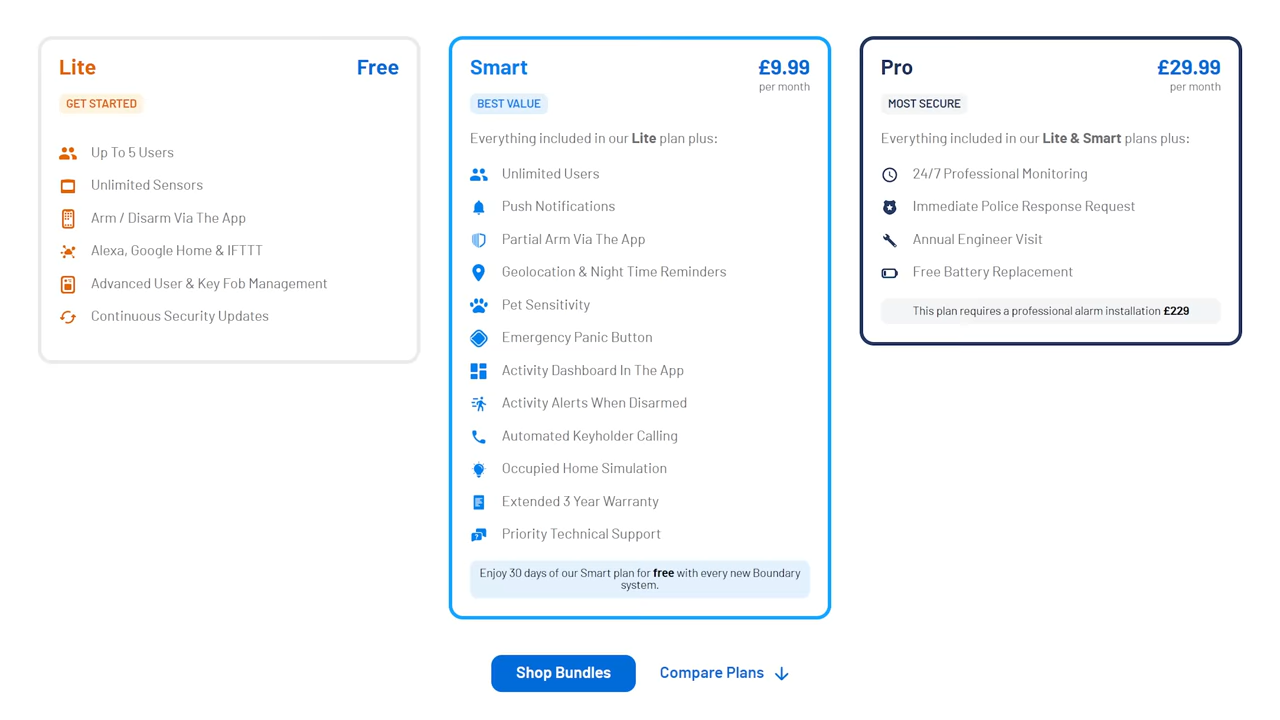 Lite
Free
GET STARTED
Up To 5 Users
Unlimited Sensors
Arm / Disarm Via The App
Alexa, Google Home & IFTTT
Advanced User & Key Fob Management
Continuous Security Updates
Smart
£9.99
per month
BEST VALUE
Everything included in our Lite plan plus:
Unlimited Users
Push Notifications
Partial Arm Via The App
Geolocation & Night Time Reminders
Pet Sensitivity
Emergency Panic Button
Activity Dashboard In The App
Activity Alerts When Disarmed
Automated Keyholder Calling
Occupied Home Simulation
Extended 3 Year Warranty
Priority Technical Support
Enjoy 30 days of our Smart plan for free with every new Boundary
system.
Pro
£29.99
per month
MOST SECURE
Everything included in our Lite & Smart plans plus:
24/7 Professional Monitoring
Immediate Police Response Request
Annual Engineer Visit
Free Battery Replacement
This plan requires a professional alarm installation £229
Shop Bundles
Compare Plans